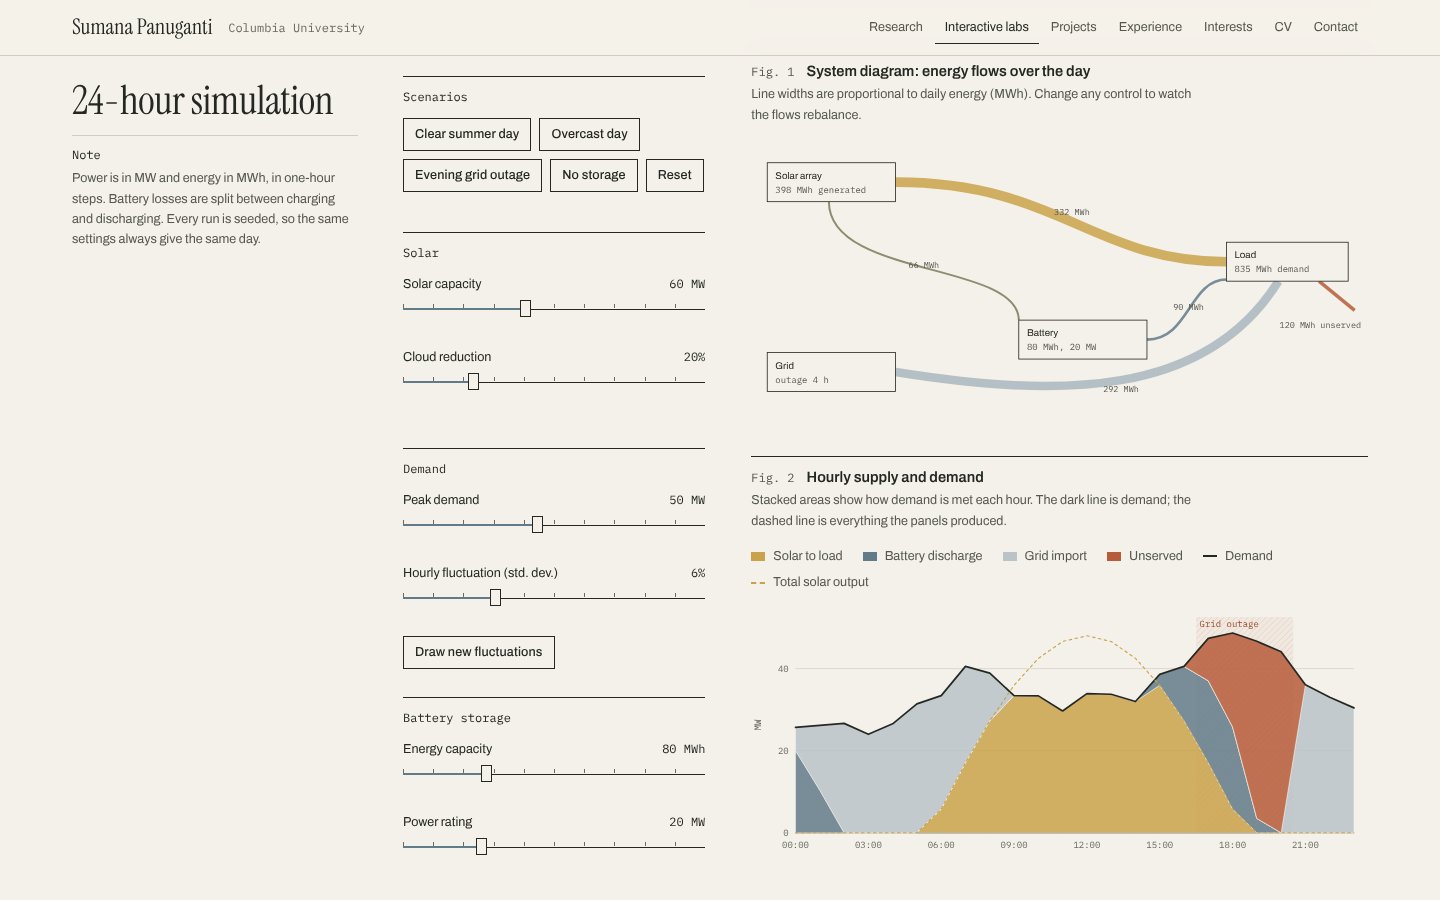 Sumana Panuganti
Columbia University
Research
Interactive labs
Projects
Experience
Interests
CV
Contact
24-hour simulation
Note
Power is in MW and energy in MWh, in one-hour
steps. Battery losses are split between charging
and discharging. Every run is seeded, so the same
settings always give the same day.
Scenarios
Clear summer day
Overcast day
Evening grid outage
No storage
Reset
Solar
Solar capacity
60 MW
Cloud reduction
20%
Demand
Peak demand
50 MW
Hourly fluctuation (std. dev.)
6%
Draw new fluctuations
Battery storage
Energy capacity
80 MWh
Power rating
20 MW
Fig. 1 System diagram: energy flows over the day
Line widths are proportional to daily energy (MWh). Change any control to watch
the flows rebalance.
Solar array
398 MWh generated
332 MWh
66 MWh
Load
835 MWh demand
90 MWh
120 MWh unserved
Battery
80 MWh, 20 MW
Grid
outage 4 h
292 MWh
Fig. 2 Hourly supply and demand
Stacked areas show how demand is met each hour. The dark line is demand; the
dashed line is everything the panels produced.
Solar to load
Battery discharge
Grid import
Unserved
Demand
Total solar output
Grid outage
MW
40
20
0
00:00
03:00
06:00
09:00
12:00
15:00
18:00
21:00